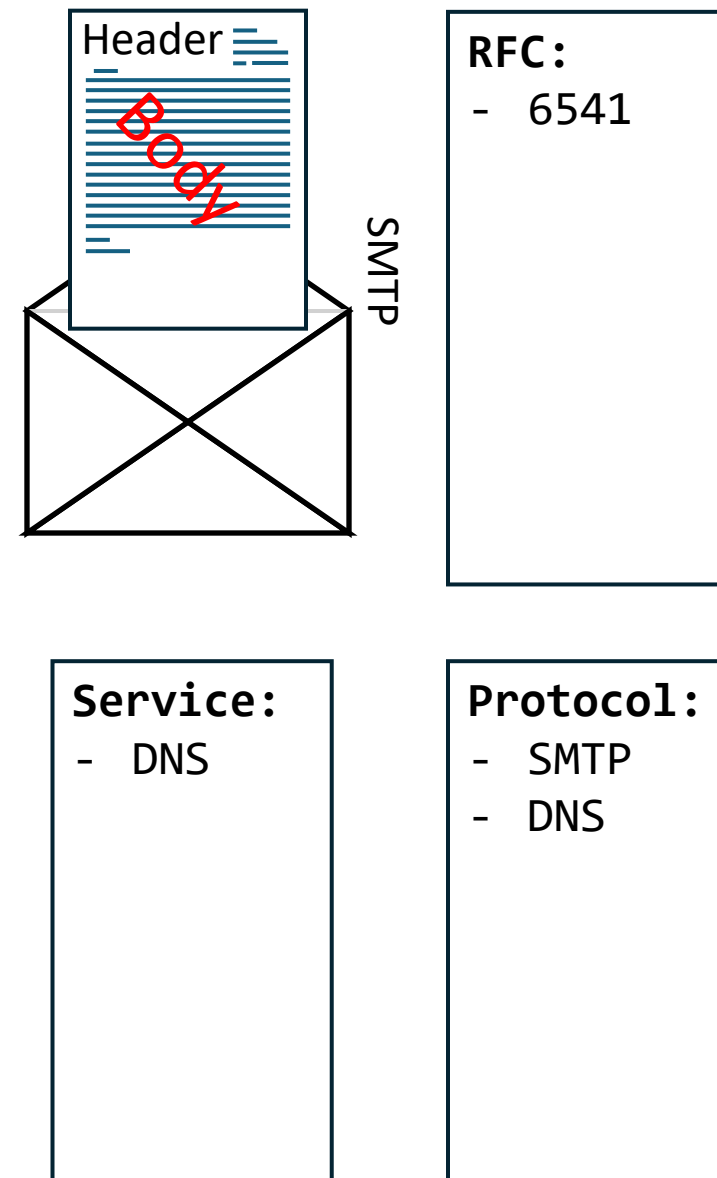 Header
Body
SMTP
RFC:
- 6541
Service:
- DNS
Protocol:
- SMTP
- DNS